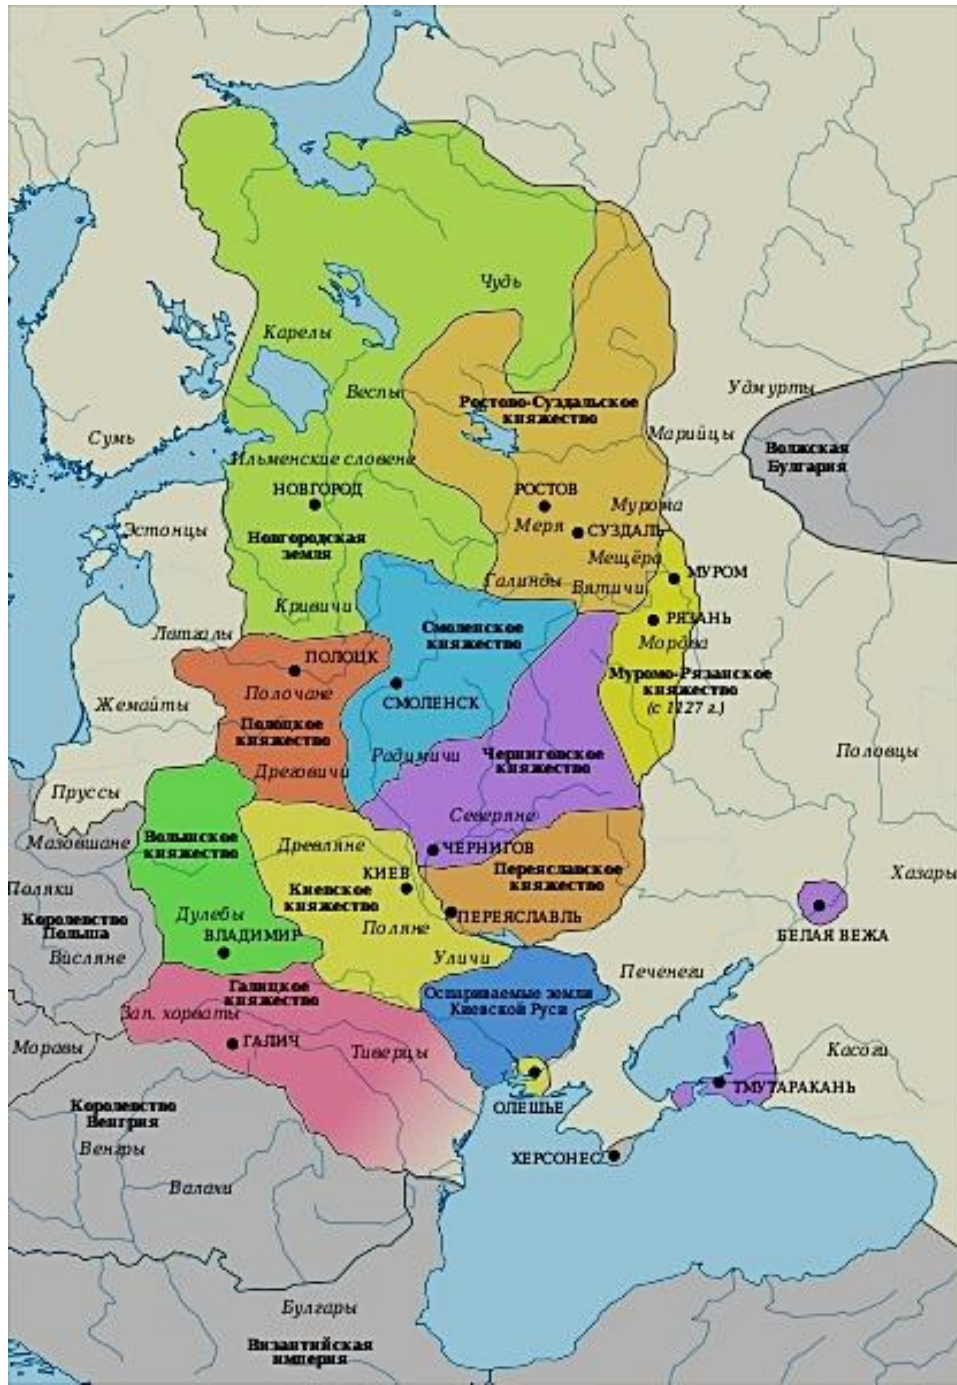 Чудь
Карелы
Веспы
Удмурты
Ростово-Суздальское
княжество
Сумь
Марийцы
Волжская
Булгария
Ильменские словене
НОВГОРОД
РОСТОВ
Мурома
Эстонцы
Меря
СУЗДАЛЬ
Новгородская
земля
Мещёра
МУРОМ
Галинды
Вятичи
Кривичи
РЯЗАНЬ
Латгалы
Смоленское
княжество
Мордва
ПОЛОЦК
Муромо-Рязанское
княжество
(с 1127 г.)
Полочане
СМОЛЕНСК
Жемайты
Полоцкое
княжество
Радимичи
Черниговское
княжество
Половцы
Дреговичи
Пруссы
Северяне
Мазовшане
Волынское
княжество
Древляне
ЧЕРНИГОВ
КИЕВ
Переяславское
княжество
Хазары
Поляки
Киевское
княжество
Королевство
Польша
Дулебы
ПЕРЕЯСЛАВЛЬ
Поляне
ВЛАДИМИР
БЕЛАЯ ВЕЖА
Висляне
Уличи
Печенеги
Галицкое
княжество
Оспариваемые земли
Киевской Руси
Зап. хорваты
ГАЛИЧ
Тиверцы
Моравы
Касоги
ТМУТАРАКАНЬ
ОЛЕШЬЕ
Королевство
Венгрия
Венгры
ХЕРСОНЕС
Валахи
Булгары
Византийская
империя